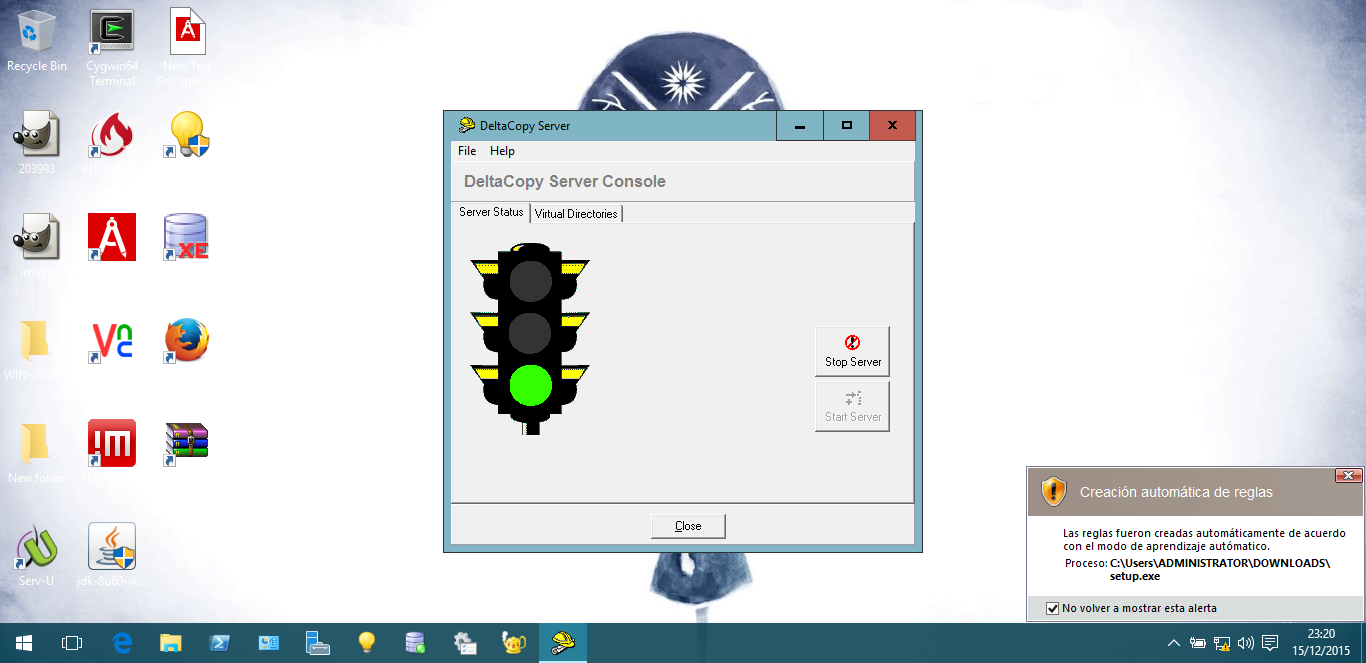 Recycle Bin
Cygwin64
Terminal
New Text
Documen...
203993
images
WIN-iRN
New folder
Serv-U
jdk-8u60-w...
XE
DeltaCopy Server
File Help
DeltaCopy Server Console
Server Status Virtual Directories
Stop Server
Start Server
Close
Creación automática de reglas
Las reglas fueron creadas automáticamente de acuerdo
con el modo de aprendizaje autómatico.
Proceso: C:\Users\ADMINISTRATOR\DOWNLOADS\
setup.exe
No volver a mostrar esta alerta
23:20
15/12/2015